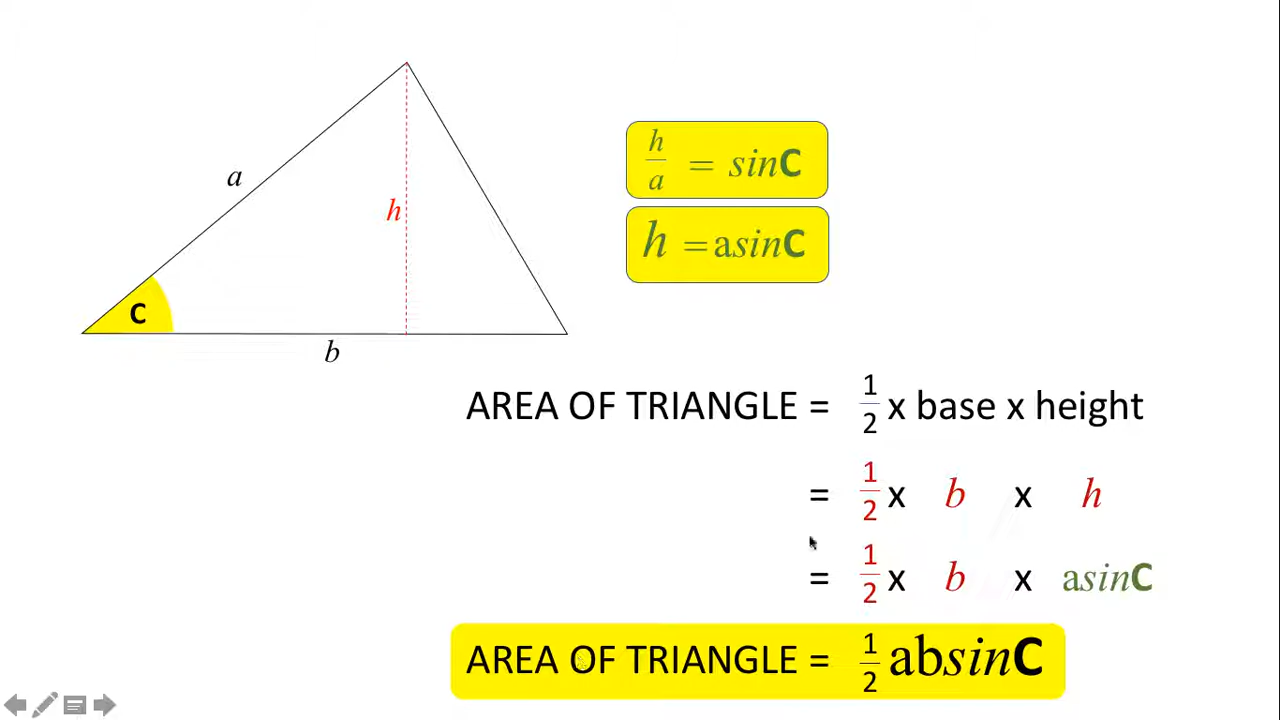 a
h
C
b
h/a = sinC
h = asinC
AREA OF TRIANGLE = 1/2 x base x height
= 1/2 x b x h
= 1/2 x b x asinC
AREA OF TRIANGLE = 1/2 absinC